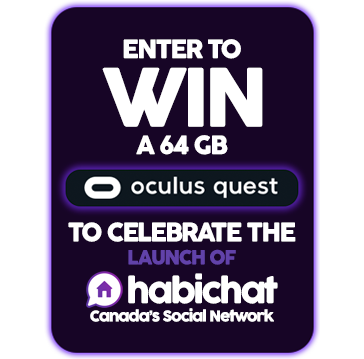 ENTER TO
WIN
A 64 GB
oculus quest
TO CELEBRATE THE
LAUNCH OF
habichat
Canada's Social Network